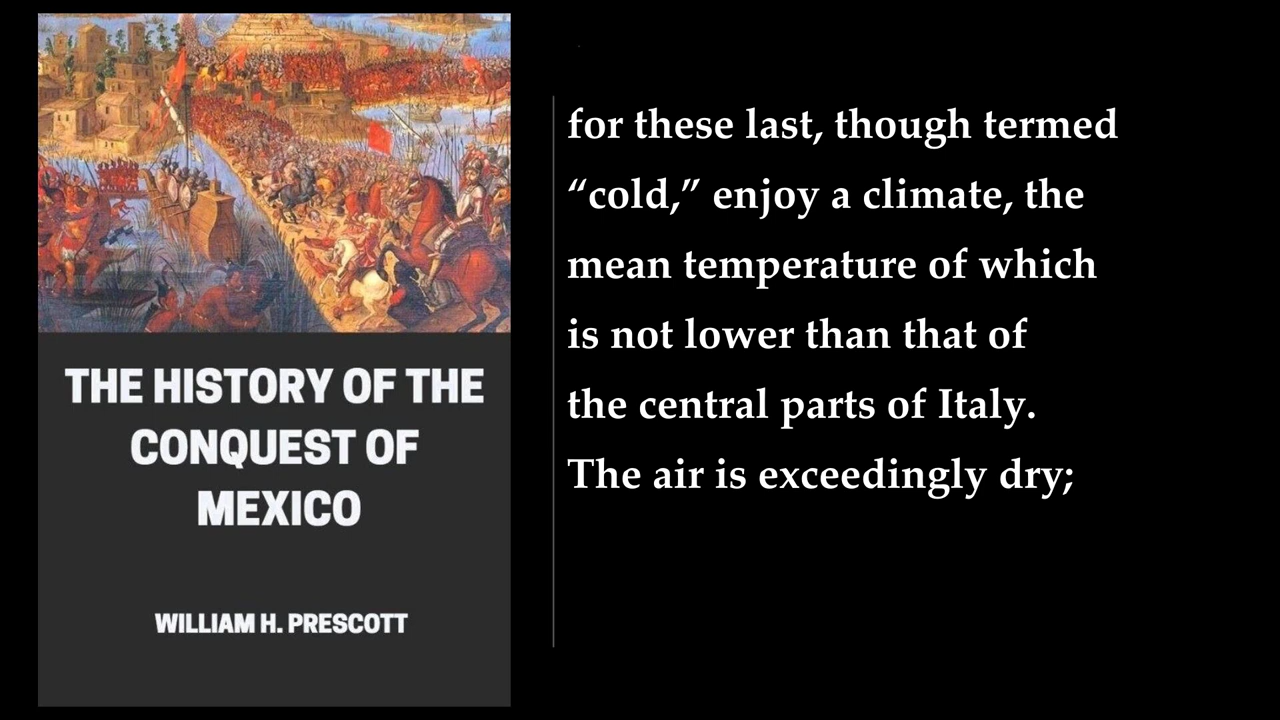 THE HISTORY OF THE
CONQUEST OF
MEXICO
WILLIAM H. PRESCOTT
for these last, though termed
“cold,” enjoy a climate, the
mean temperature of which
is not lower than that of
the central parts of Italy.
The air is exceedingly dry;